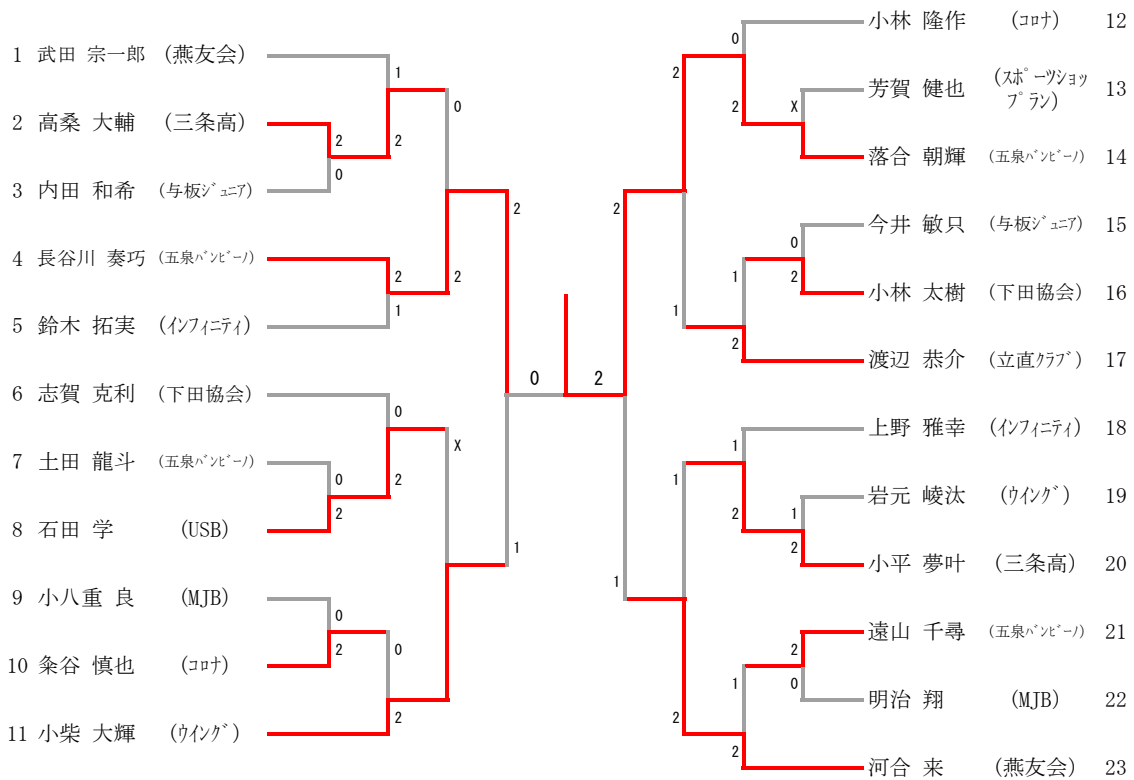 1 武田 宗一郎 (燕友会)
1
2 高桑 大輔 (三条高)
2
0
2
0
3 内田 和希 (与板ジュニア)
2
4 長谷川 奏巧 (五泉バンビーノ)
2
2
1
5 鈴木 拓実 (インフィニティ)
0
6 志賀 克利 (下田協会)
0
X
7 土田 龍斗 (五泉バンビーノ)
0
2
2
8 石田 学 (USB)
1
9 小八重 良 (MJB)
0
10 粂谷 慎也 (コロナ)
2
0
11 小柴 大輝 (ウイング)
2
小林 隆作 (コロナ) 12
0
2
芳賀 健也 (スポーツショッ
プラン) 13
X
2
落合 朝輝 (五泉バンビーノ) 14
2
今井 敏只 (与板ジュニア) 15
0
1
2
小林 太樹 (下田協会) 16
1
2
渡辺 恭介 (立直クラブ) 17
2
上野 雅幸 (インフィニティ) 18
1
1
岩元 崚汰 (ウイング) 19
2
1
2
小平 夢叶 (三条高) 20
1
遠山 千尋 (五泉バンビーノ) 21
2
1
0
明治 翔 (MJB) 22
2
2
河合 来 (燕友会) 23